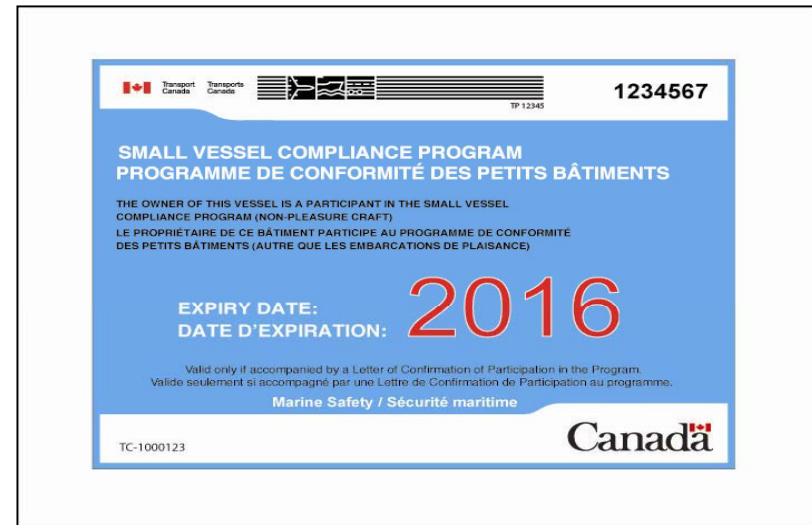 Transport Canada
Transports Canada
TP 12345
1234567
SMALL VESSEL COMPLIANCE PROGRAM
PROGRAMME DE CONFORMITÉ DES PETITS BÂTIMENTS
THE OWNER OF THIS VESSEL IS A PARTICIPANT IN THE SMALL VESSEL
COMPLIANCE PROGRAM (NON-PLEASURE CRAFT)
LE PROPRIÉTAIRE DE CE BÂTIMENT PARTICIPE AU PROGRAMME DE CONFORMITÉ
DES PETITS BÂTIMENTS (AUTRE QUE LES EMBARCATIONS DE PLAISANCE)
EXPIRY DATE:
DATE D'EXPIRATION:
2016
Valid only if accompanied by a Letter of Confirmation of Participation in the Program.
Valide seulement si accompagné par une Lettre de Confirmation de Participation au programme.
Marine Safety / Sécurité maritime
TC-1000123
Canada